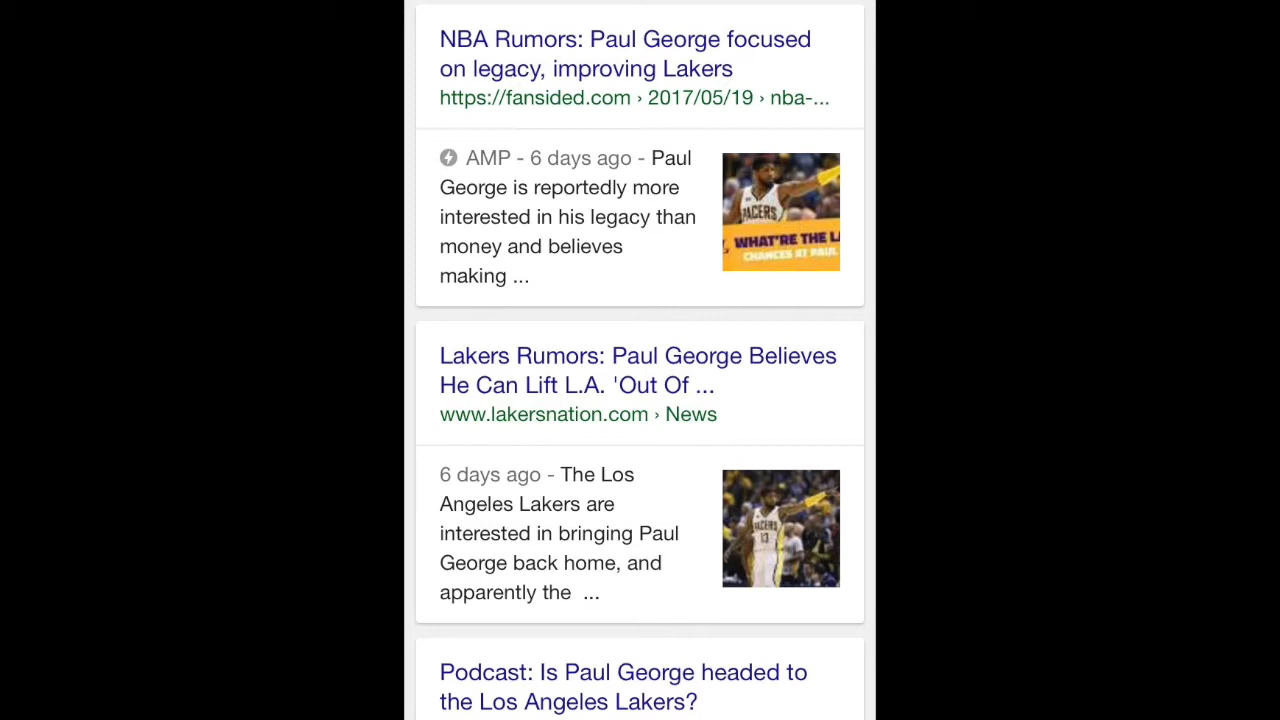 NBA Rumors: Paul George focused
on legacy, improving Lakers
https://fansided.com › 2017/05/19 › nba-...
AMP - 6 days ago - Paul
George is reportedly more
interested in his legacy than
money and believes
making ...
PACERS
WHAT'RE THE L
CHANCES AT PAUL
Lakers Rumors: Paul George Believes
He Can Lift L.A. 'Out Of ...
www.lakersnation.com › News
6 days ago - The Los
Angeles Lakers are
interested in bringing Paul
George back home, and
apparently the ...
PACERS
13
Podcast: Is Paul George headed to
the Los Angeles Lakers?